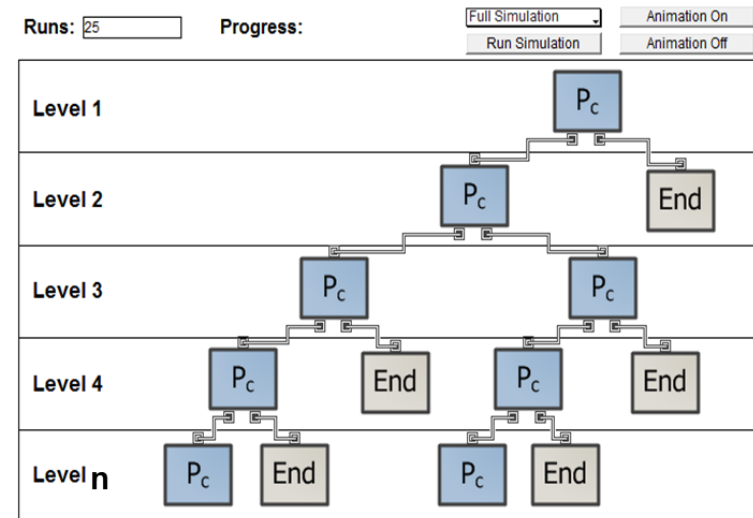 Runs: 25 Progress: Full Simulation Animation On
Run Simulation Animation Off
Level 1 Pc
Level 2 Pc End
Level 3 Pc Pc
Level 4 Pc End Pc End
Level n Pc End Pc End